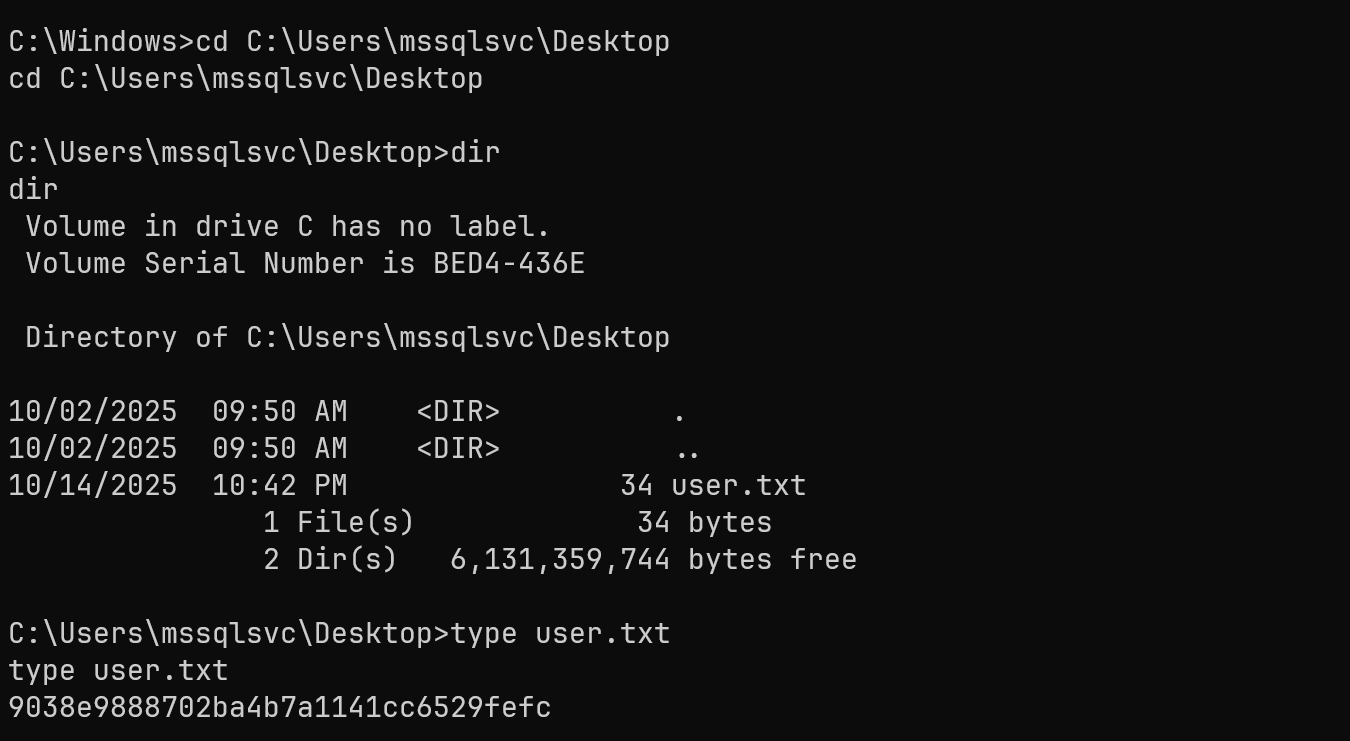 C:\Windows>cd C:\Users\mssqlsvc\Desktop
cd C:\Users\mssqlsvc\Desktop

C:\Users\mssqlsvc\Desktop>dir
dir
 Volume in drive C has no label.
 Volume Serial Number is BED4-436E

 Directory of C:\Users\mssqlsvc\Desktop

10/02/2025  09:50 AM    <DIR>          .
10/02/2025  09:50 AM    <DIR>          ..
10/14/2025  10:42 PM                34 user.txt
               1 File(s)             34 bytes
               2 Dir(s)   6,131,359,744 bytes free

C:\Users\mssqlsvc\Desktop>type user.txt
type user.txt
9038e9888702ba4b7a1141cc6529fefc